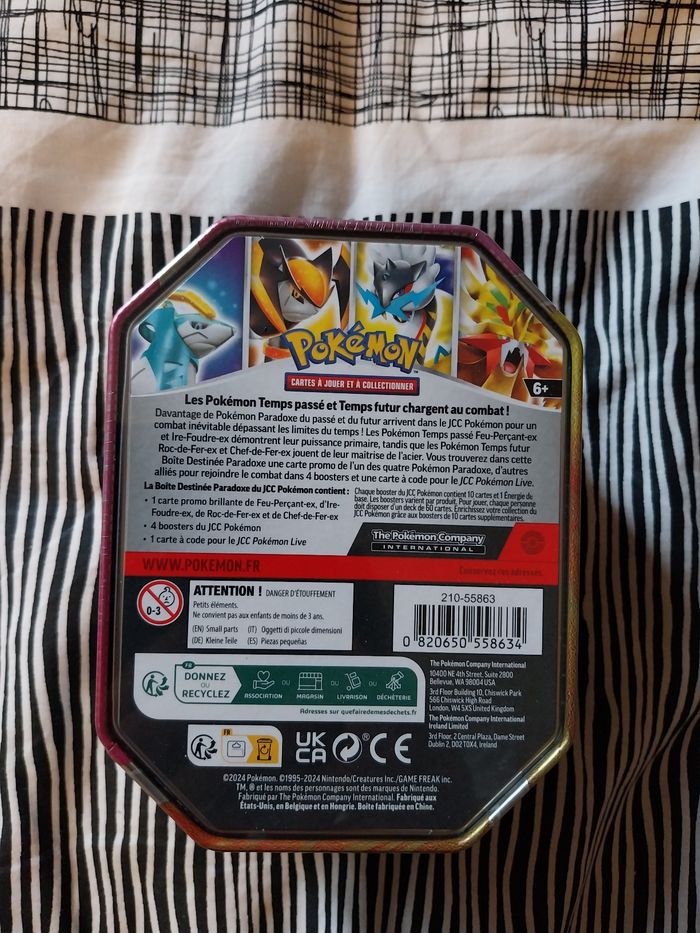 POKÉMON
CARTES À JOUER ET À COLLECTIONNER
6+
Les Pokémon Temps passé et Temps futur chargent au combat !
Davantage de Pokémon Paradoxe du passé et du futur arrivent dans le JCC Pokémon pour un
combat inévitable dépassant les limites du temps ! Les Pokémon Temps passé Feu-Perçant-ex
et Ire-Foudre-ex démontrent leur puissance primaire, tandis que les Pokémon Temps futur
Roc-de-Fer-ex et Chef-de-Fer-ex jouent de leur maitrise de l'acier. Vous trouverez dans cette
Boîte Destinée Paradoxe une carte promo de l'un des quatre Pokémon Paradoxe, d'autres
alliés pour rejoindre le combat dans 4 boosters et une carte à code pour le JCC Pokémon Live.
La Boîte Destinée Paradoxe du JCC Pokémon contient :
• 1 carte promo brillante de Feu-Perçant-ex, d'Ire-
Foudre-ex, de Roc-de-Fer-ex et de Chef-de-Fer-ex
• 4 boosters du JCC Pokémon
• 1 carte à code pour le JCC Pokémon Live
Chaque booster du JCC Pokémon contient 10 cartes et 1 Énergie de
base. Les boosters varient par produit. Pour jouer, chaque personne
doit disposer d'un deck de 60 cartes. Enrichissez votre collection du
JCC Pokémon grâce aux boosters de 10 cartes supplémentaires.
The Pokémon Company
INTERNATIONAL
WWW.POKEMON.FR
Conservez ces adresses.
0-3
ATTENTION ! DANGER D'ÉTOUFFEMENT
Petits éléments.
Ne convient pas aux enfants de moins de 3 ans.
(EN) Small parts (IT) Oggetti di piccole dimensioni
(DE) Kleine Teile (ES) Piezas pequeñas
210-55863
0 820650 558634
FR
DONNEZ
OU
RECYCLEZ
ASSOCIATION
OU
MAGASIN
OU
LIVRAISON
OU
DÉCHÈTERIE
Adresses sur quefairedemesdechets.fr
The Pokémon Company International
10400 NE 4th Street, Suite 2800
Bellevue, WA 98004 USA
3rd Floor Building 10, Chiswick Park
566 Chiswick High Road
London, W4 5XS United Kingdom
The Pokémon Company International
Ireland Limited
3rd Floor, 2 Central Plaza, Dame Street
Dublin 2, D02 T0X4, Ireland
FR
UK
CA
CE
©2024 Pokémon. ©1995-2024 Nintendo/Creatures Inc./GAME FREAK inc.
TM, ® et les noms des personnages sont des marques de Nintendo.
Fabriqué par The Pokémon Company International. Fabriqué aux
États-Unis, en Belgique et en Hongrie. Boîte fabriquée en Chine.